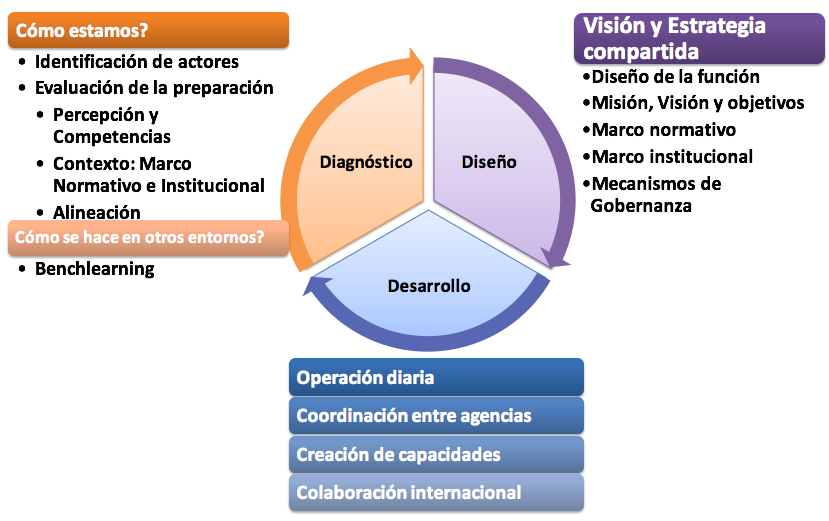 Cómo estamos?
• Identificación de actores
• Evaluación de la preparación
• Percepción y
Competencias
• Contexto: Marco
Normativo e Institucional
• Alineación
Cómo se hace en otros entornos?
• Benchlearning
Diagnóstico
Diseño
Desarrollo
Visión y Estrategia
compartida
•Diseño de la función
•Misión, Visión y objetivos
•Marco normativo
•Marco institucional
•Mecanismos de
Gobernanza
Operación diaria
Coordinación entre agencias
Creación de capacidades
Colaboración internacional